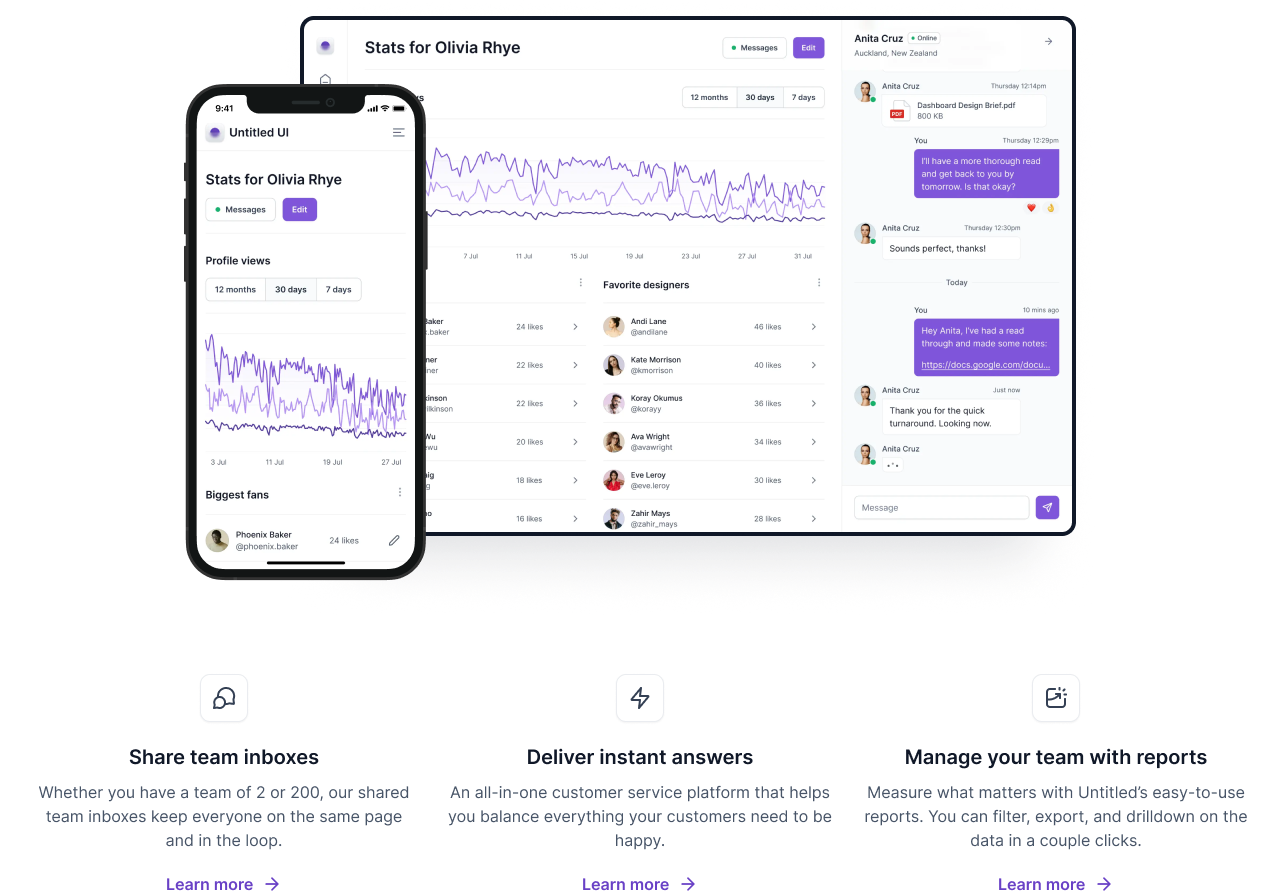 Stats for Olivia Rhye
Messages
Edit
12 months 30 days 7 days
7 Jul 11 Jul 15 Jul 19 Jul 23 Jul 27 Jul 31 Jul
24 likes
22 likes
22 likes
20 likes
18 likes
16 likes
Favorite designers
Andi Lane
@andilane
46 likes
Kate Morrison
@kmorrison
40 likes
Koray Okumus
@korayy
36 likes
Ava Wright
@avawright
34 likes
Eve Leroy
@eve.leroy
30 likes
Zahir Mays
@zahir_mays
28 likes
Anita Cruz Online
Auckland, New Zealand
Anita Cruz Thursday 12:14pm
PDF
Dashboard Design Brief.pdf
800 KB
You Thursday 12:29pm
I'll have a more thorough read
and get back to you by
tomorrow. Is that okay?
Anita Cruz Thursday 12:30pm
Sounds perfect, thanks!
Today
You 10 mins ago
Hey Anita, I've had a read
through and made some notes:
https://docs.google.com/docu...
Anita Cruz Just now
Thank you for the quick
turnaround. Looking now.
Anita Cruz
Message
9:41
Untitled UI
Stats for Olivia Rhye
Messages
Edit
Profile views
12 months 30 days 7 days
3 Jul 11 Jul 19 Jul 27 Jul
Biggest fans
Phoenix Baker
@phoenix.baker
24 likes
Share team inboxes
Whether you have a team of 2 or 200, our shared
team inboxes keep everyone on the same page
and in the loop.
Learn more
Deliver instant answers
An all-in-one customer service platform that helps
you balance everything your customers need to be
happy.
Learn more
Manage your team with reports
Measure what matters with Untitled's easy-to-use
reports. You can filter, export, and drilldown on the
data in a couple clicks.
Learn more